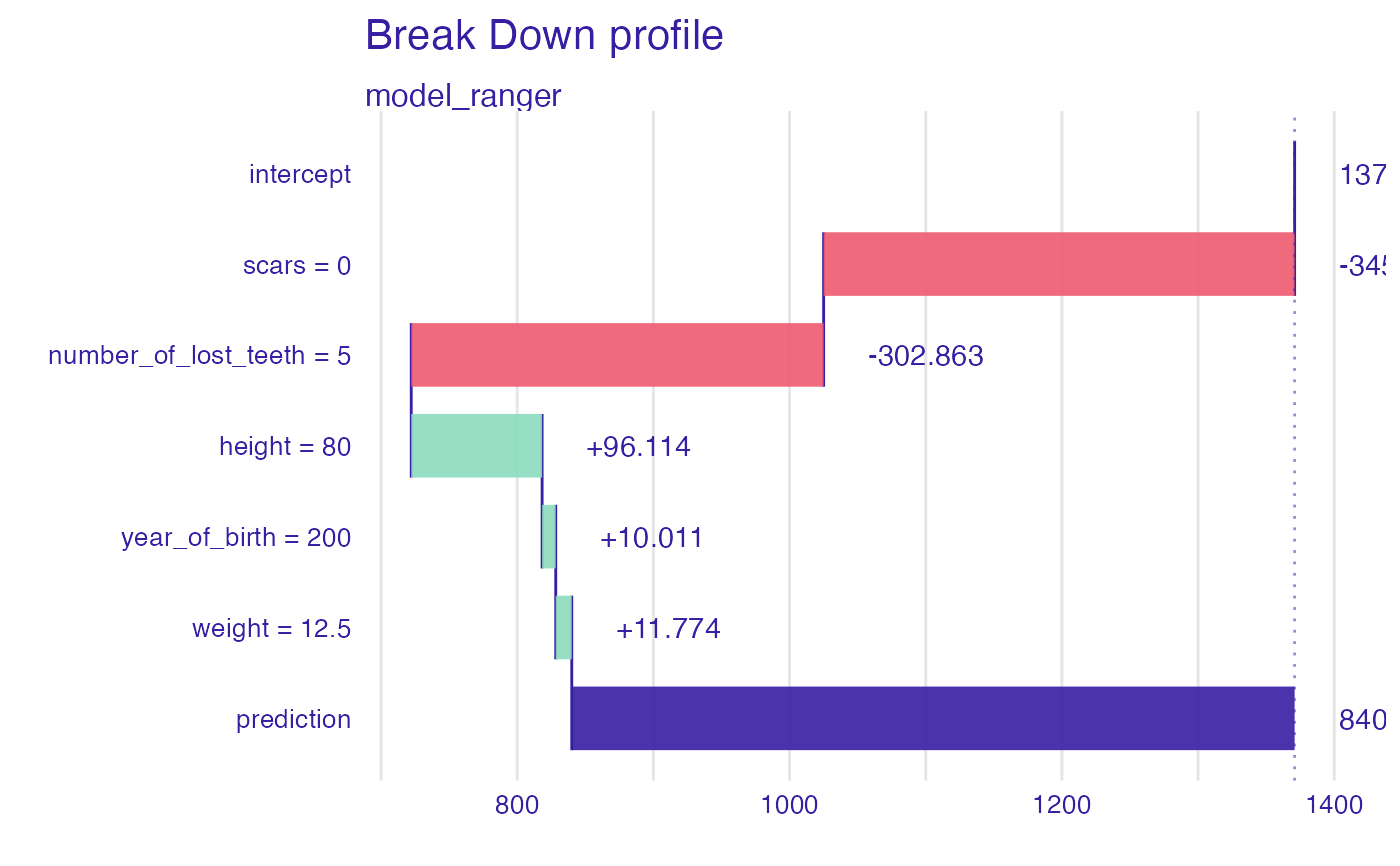 Break Down profile
model_ranger
intercept 137
scars = 0 -345
number_of_lost_teeth = 5 -302.863
height = 80 +96.114
year_of_birth = 200 +10.011
weight = 12.5 +11.774
prediction 840
800 1000 1200 1400